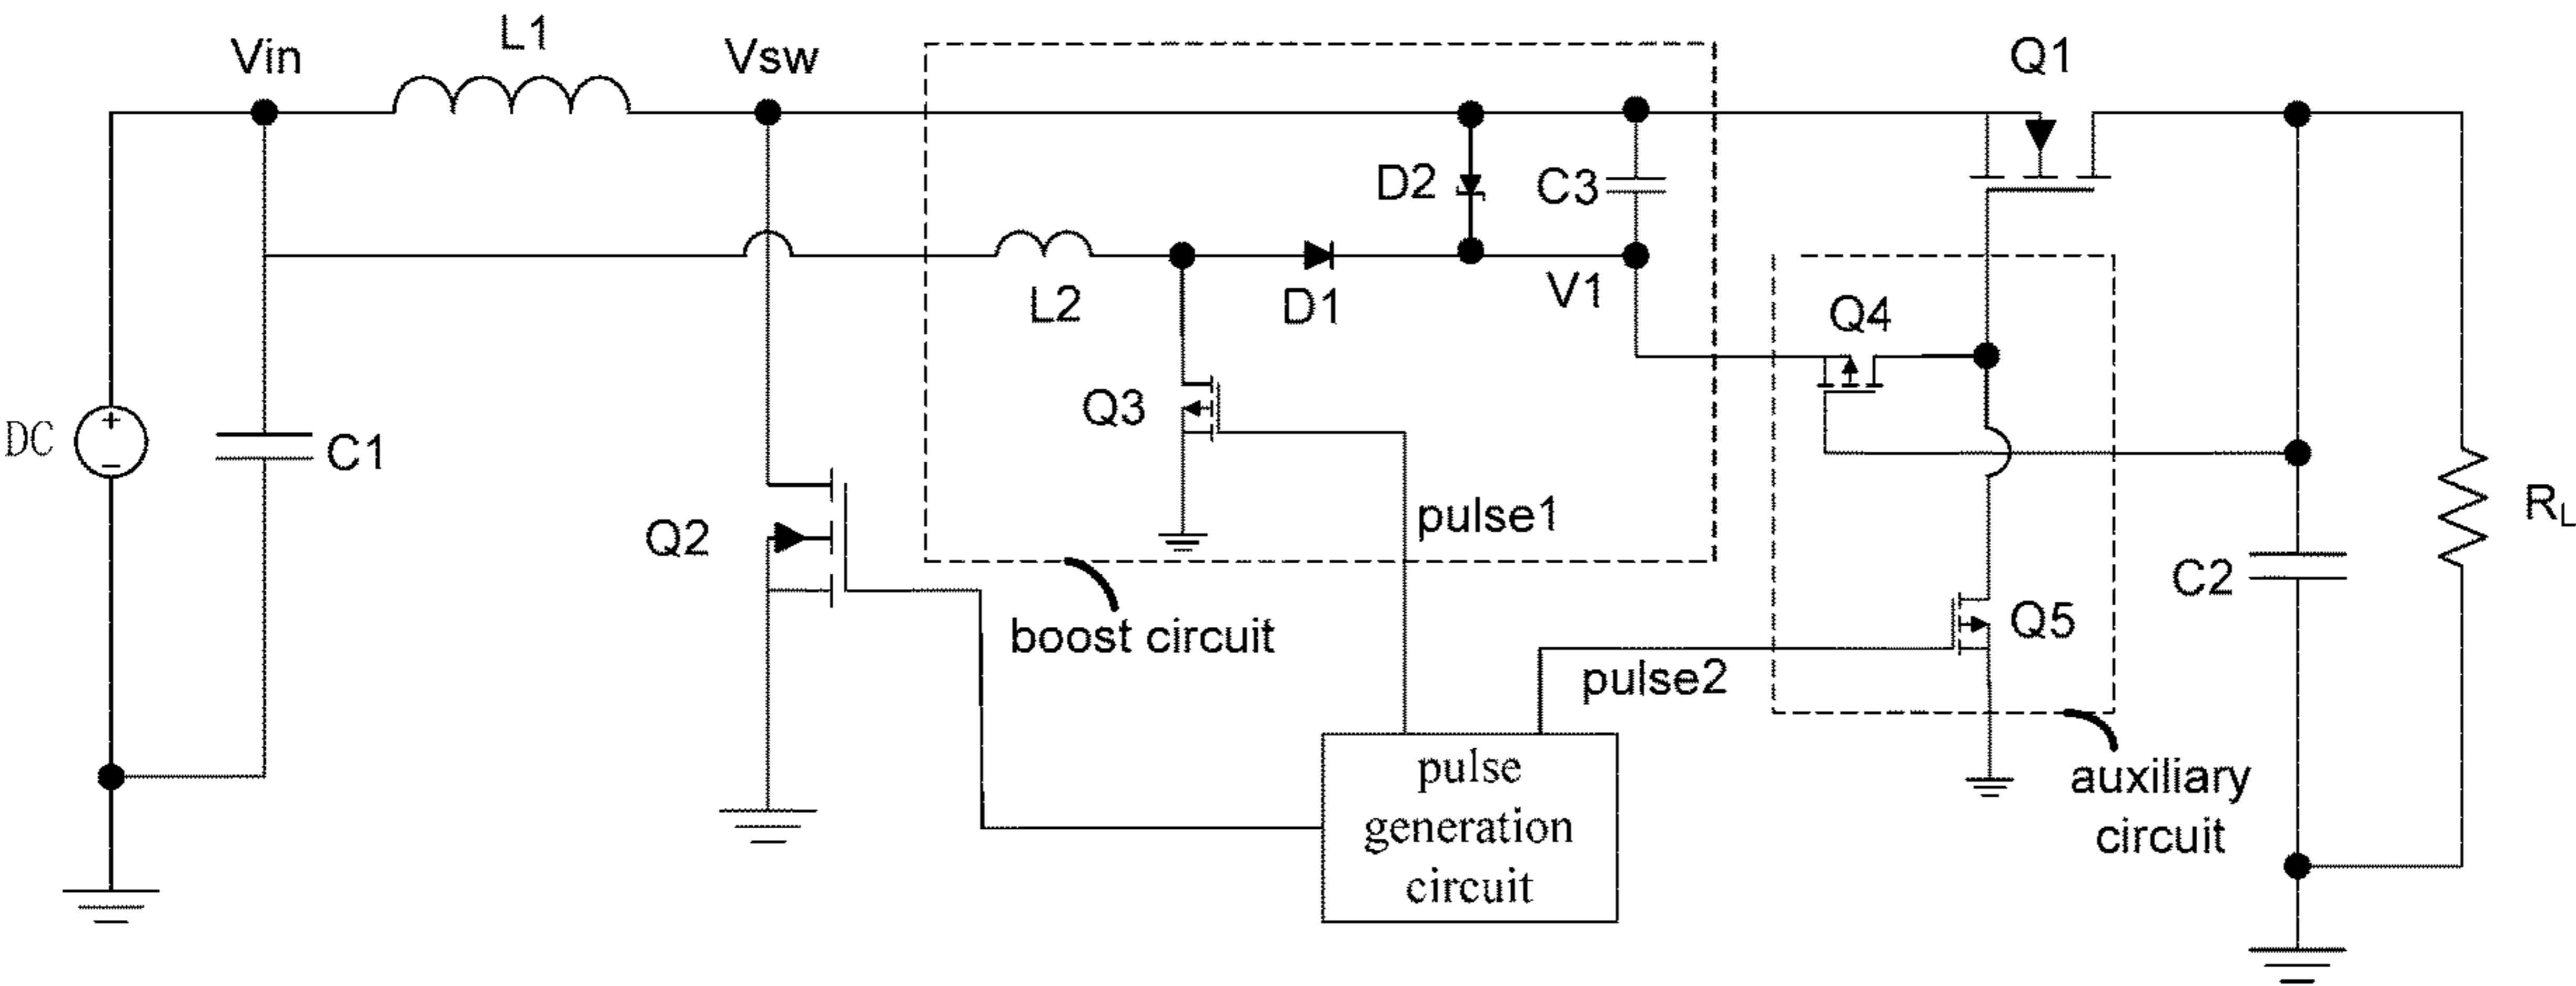 L1
Vin
Vsw
Q1
D2
C3
L2
D1
V1
Q4
Q3
DC
+
−
C1
pulse1
Q2
R_L
C2
boost circuit
Q5
pulse2
pulse
generation
circuit
auxiliary
circuit